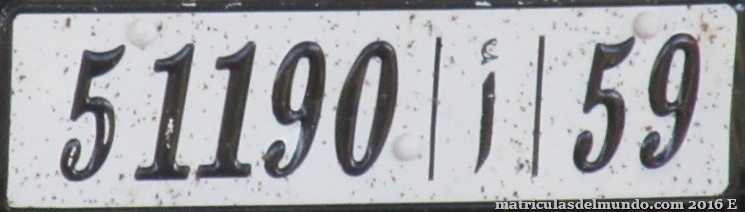 51190 | أ | 59
matriculasdelmundo.com 2016 E